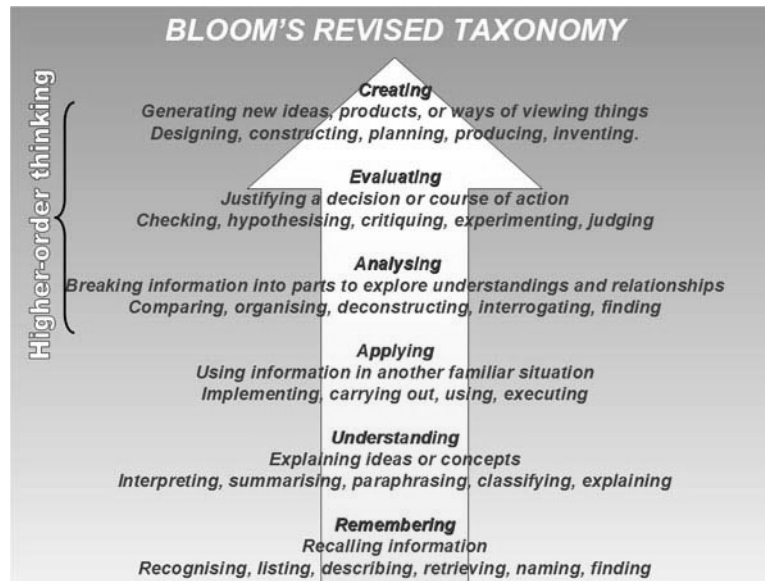 BLOOM'S REVISED TAXONOMY
Higher-order thinking
Creating
Generating new ideas, products, or ways of viewing things
Designing, constructing, planning, producing, inventing.
Evaluating
Justifying a decision or course of action
Checking, hypothesising, critiquing, experimenting, judging
Analysing
Breaking information into parts to explore understandings and relationships
Comparing, organising, deconstructing, interrogating, finding
Applying
Using information in another familiar situation
Implementing, carrying out, using, executing
Understanding
Explaining ideas or concepts
Interpreting, summarising, paraphrasing, classifying, explaining
Remembering
Recalling information
Recognising, listing, describing, retrieving, naming, finding